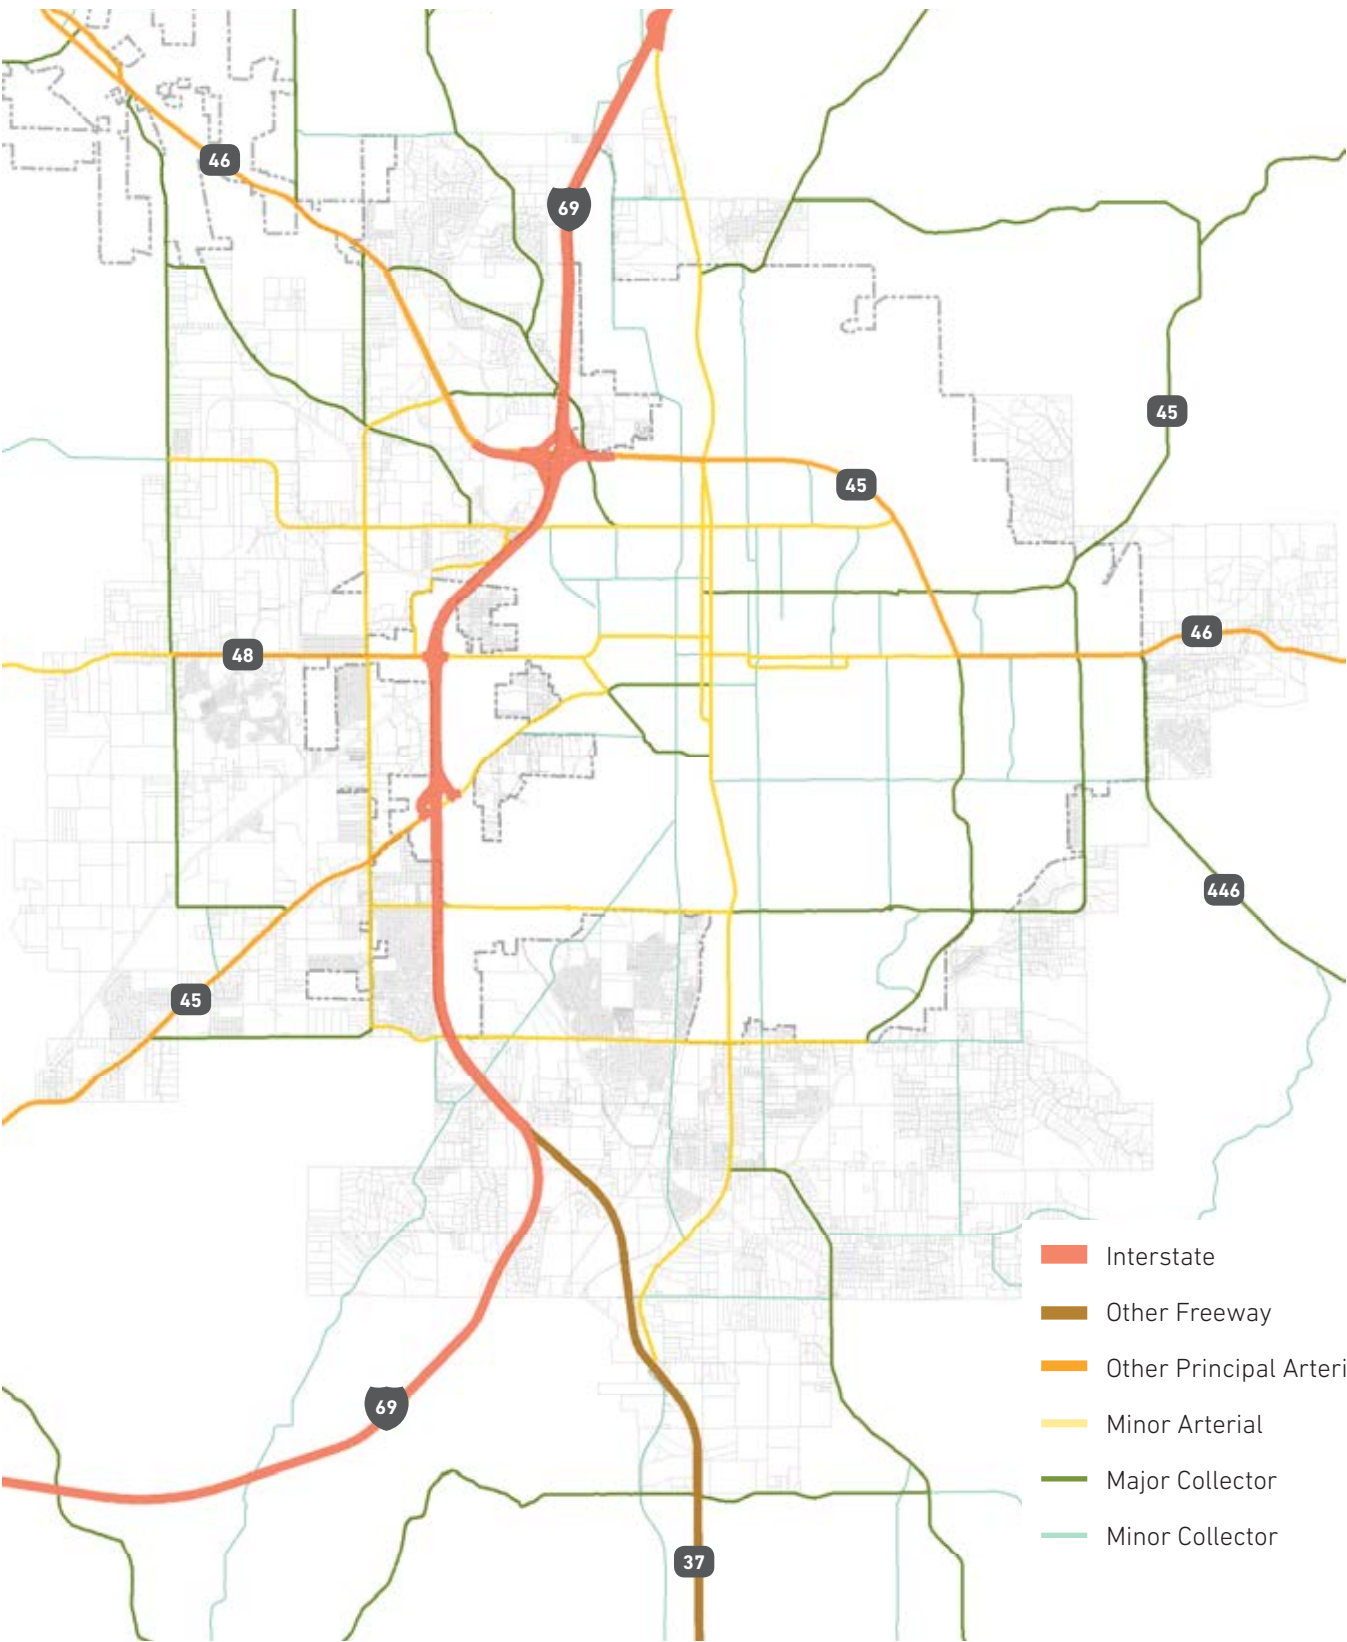 46
69
45
45
46
48
446
45
69
37
Interstate
Other Freeway
Other Principal Arteri
Minor Arterial
Major Collector
Minor Collector